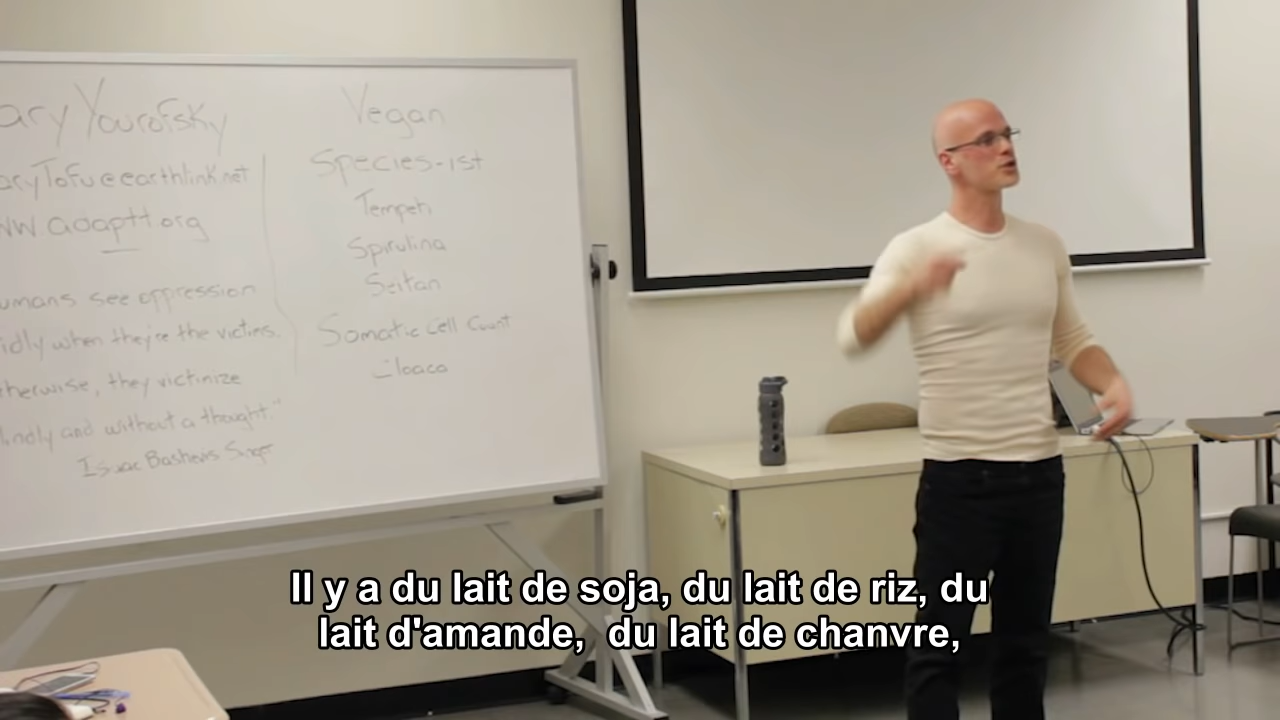 ary Yourofsky
aryTofu@earthlink.net
ww.adaptt.org
umans see oppression
idly when they're the victims.
therwise, they victimize
lindly and without a thought."
Isaac Bashevis Singer
Vegan
Species-ist
Tempeh
Spirulina
Seitan
Somatic Cell Count
Cloaca
Il y a du lait de soja, du lait de riz, du
lait d'amande, du lait de chanvre,